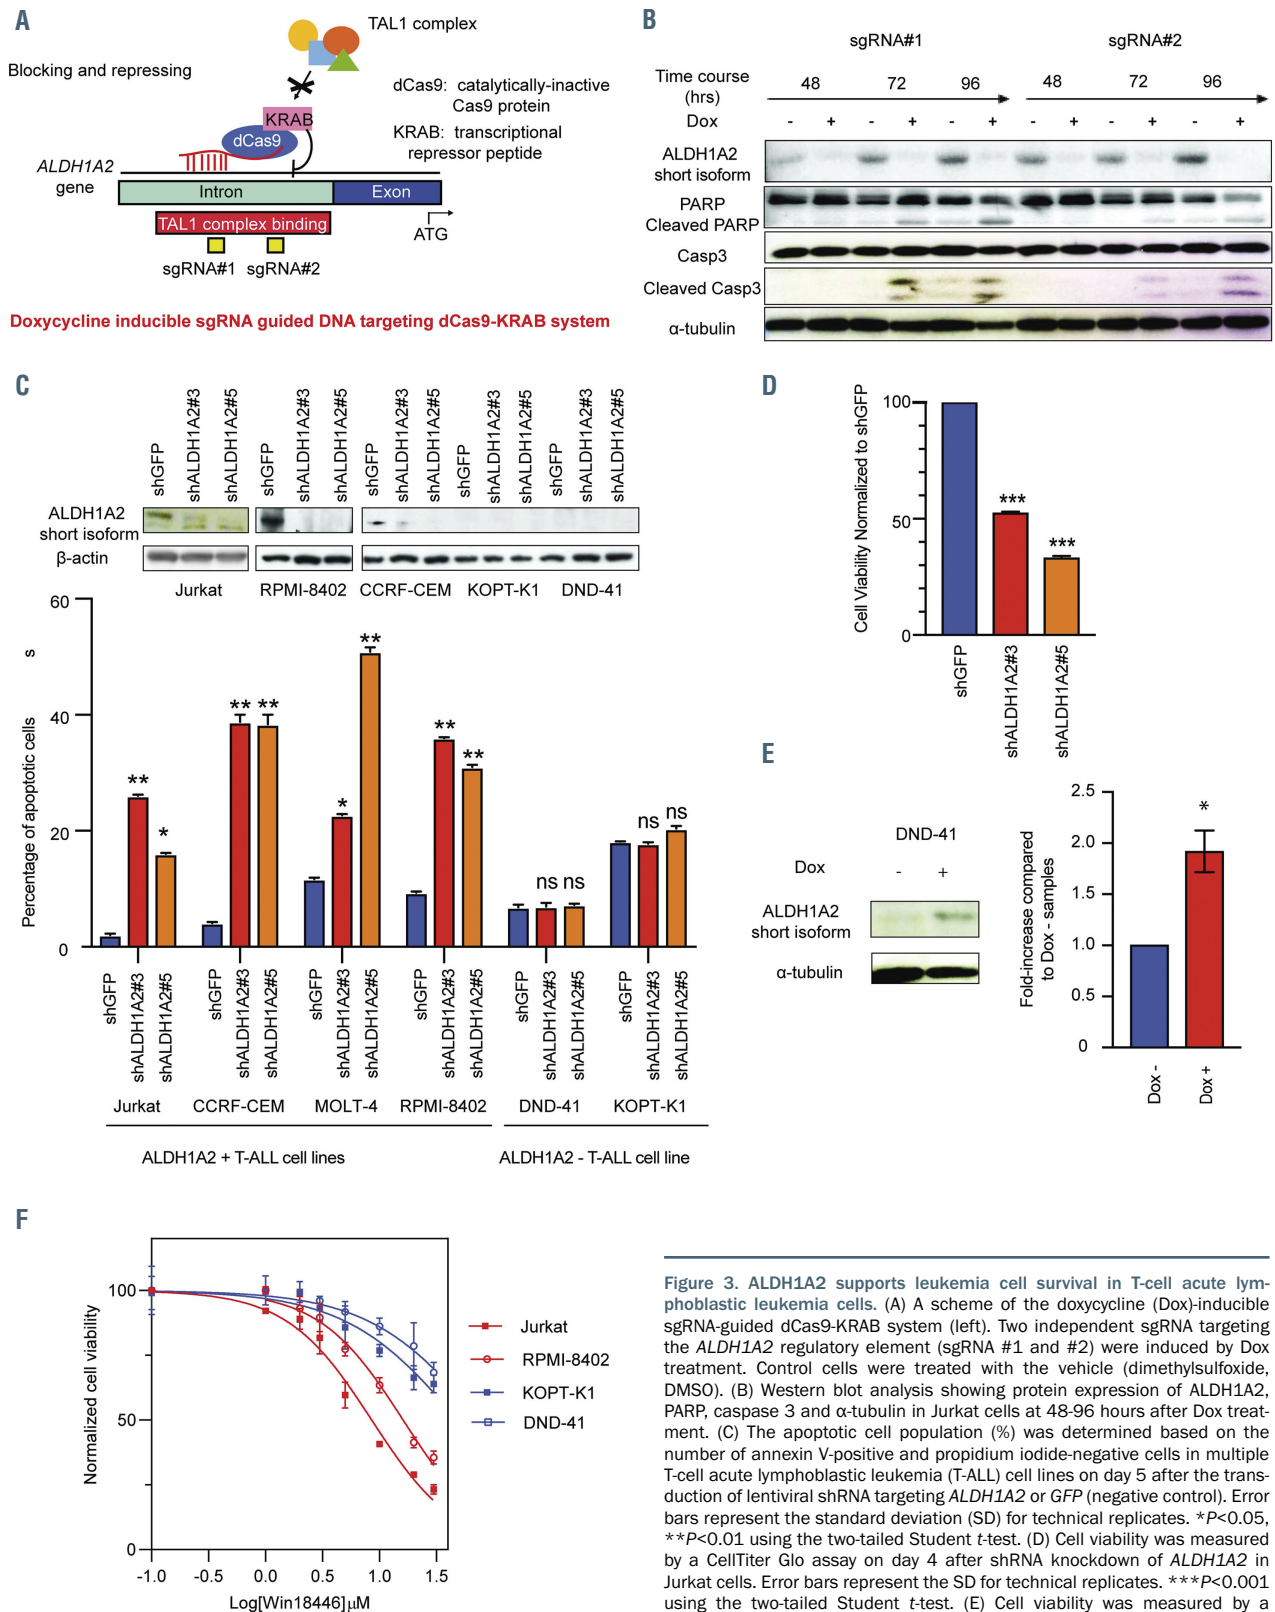 A
TAL1 complex
Blocking and repressing
dCas9: catalytically-inactive
Cas9 protein
KRAB: transcriptional
repressor peptide
KRAB
dCas9
ALDH1A2
gene
Intron
Exon
TAL1 complex binding
ATG
sgRNA#1 sgRNA#2
Doxycycline inducible sgRNA guided DNA targeting dCas9-KRAB system
B
sgRNA#1 sgRNA#2
Time course
(hrs)
48 72 96 48 72 96
Dox - + - + - + - + - + - +
ALDH1A2
short isoform
PARP
Cleaved PARP
Casp3
Cleaved Casp3
α-tubulin
C
shGFP shALDH1A2#3 shALDH1A2#5 shGFP shALDH1A2#3 shALDH1A2#5 shGFP shALDH1A2#3 shALDH1A2#5 shGFP shALDH1A2#3 shALDH1A2#5 shGFP shALDH1A2#3 shALDH1A2#5
ALDH1A2
short isoform
β-actin
Jurkat RPMI-8402 CCRF-CEM KOPT-K1 DND-41
s
Percentage of apoptotic cells
60
40
20
0
** * ** ** * ** ** ** ns ns ns ns
shGFP shALDH1A2#3 shALDH1A2#5 shGFP shALDH1A2#3 shALDH1A2#5 shGFP shALDH1A2#3 shALDH1A2#5 shGFP shALDH1A2#3 shALDH1A2#5 shGFP shALDH1A2#3 shALDH1A2#5 shGFP shALDH1A2#3 shALDH1A2#5
Jurkat CCRF-CEM MOLT-4 RPMI-8402 DND-41 KOPT-K1
ALDH1A2 + T-ALL cell lines ALDH1A2 - T-ALL cell line
D
Cell Viability Normalized to shGFP
100
50
0
*** ***
shGFP shALDH1A2#3 shALDH1A2#5
E
DND-41
Dox - +
ALDH1A2
short isoform
α-tubulin
Fold-increase compared
to Dox - samples
2.5
2.0
1.5
1.0
0.5
0
*
Dox - Dox +
F
Normalized cell viability
100
50
0
-1.0 -0.5 0.0 0.5 1.0 1.5
Log[Win18446]μM
Jurkat
RPMI-8402
KOPT-K1
DND-41
Figure 3. ALDH1A2 supports leukemia cell survival in T-cell acute lym-
phoblastic leukemia cells. (A) A scheme of the doxycycline (Dox)-inducible
sgRNA-guided dCas9-KRAB system (left). Two independent sgRNA targeting
the ALDH1A2 regulatory element (sgRNA #1 and #2) were induced by Dox
treatment. Control cells were treated with the vehicle (dimethylsulfoxide,
DMSO). (B) Western blot analysis showing protein expression of ALDH1A2,
PARP, caspase 3 and α-tubulin in Jurkat cells at 48-96 hours after Dox treat-
ment. (C) The apoptotic cell population (%) was determined based on the
number of annexin V-positive and propidium iodide-negative cells in multiple
T-cell acute lymphoblastic leukemia (T-ALL) cell lines on day 5 after the trans-
duction of lentiviral shRNA targeting ALDH1A2 or GFP (negative control). Error
bars represent the standard deviation (SD) for technical replicates. *P<0.05,
**P<0.01 using the two-tailed Student t-test. (D) Cell viability was measured
by a CellTiter Glo assay on day 4 after shRNA knockdown of ALDH1A2 in
Jurkat cells. Error bars represent the SD for technical replicates. ***P<0.001
using the two-tailed Student t-test. (E) Cell viability was measured by a